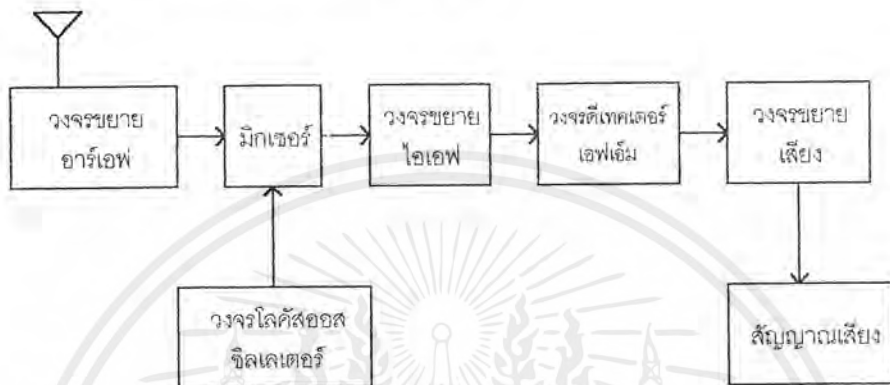 วงจรขยาย
อาร์เอฟ
มิกเซอร์
วงจรขยาย
ไอเอฟ
วงจรดีเทคเตอร์
เอฟเอ็ม
วงจรขยาย
เสียง
วงจรโลคัสออส
ซิลเลเตอร์
สัญญาณเสียง